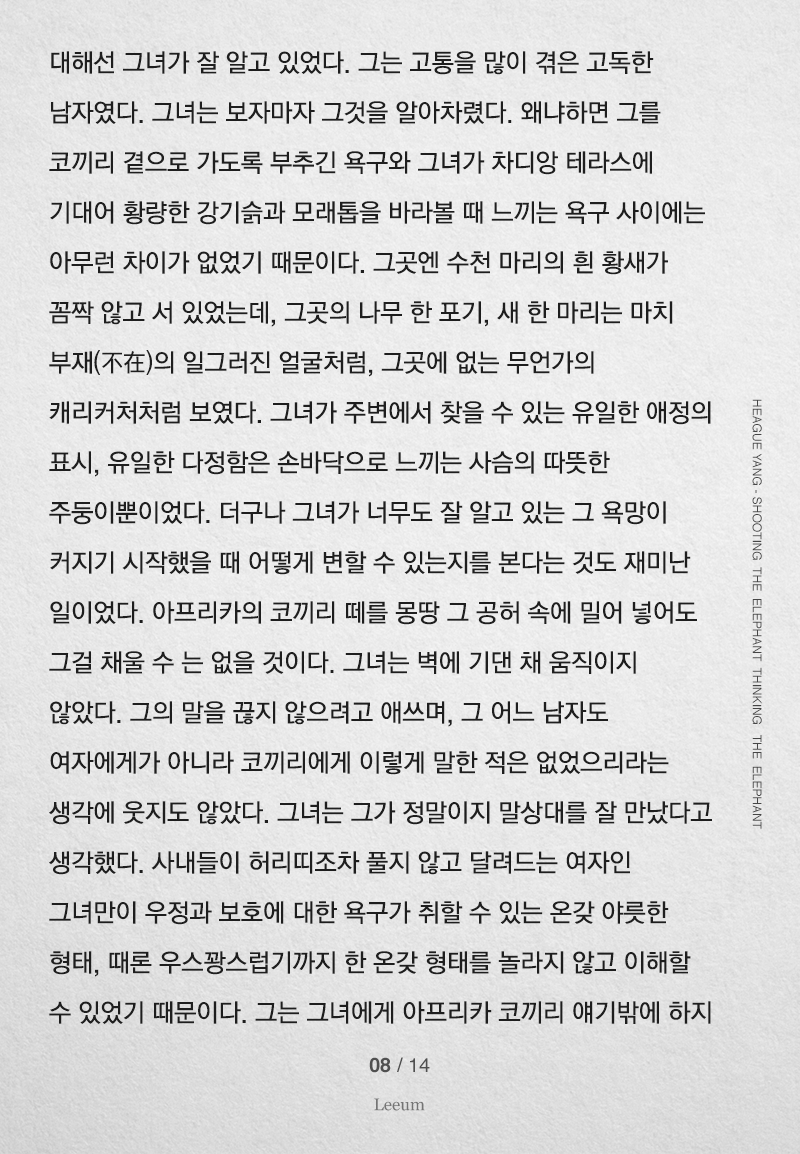 대해선 그녀가 잘 알고 있었다. 그는 고통을 많이 겪은 고독한
남자였다. 그녀는 보자마자 그것을 알아차렸다. 왜냐하면 그를
코끼리 곁으로 가도록 부추긴 욕구와 그녀가 차디앙 테라스에
기대어 황량한 강기슭과 모래톱을 바라볼 때 느끼는 욕구 사이에는
아무런 차이가 없었기 때문이다. 그곳엔 수천 마리의 흰 황새가
꼼짝 않고 서 있었는데, 그곳의 나무 한 포기, 새 한 마리는 마치
부재(不在)의 일그러진 얼굴처럼, 그곳에 없는 무언가의
캐리커처처럼 보였다. 그녀가 주변에서 찾을 수 있는 유일한 애정의
표시, 유일한 다정함은 손바닥으로 느끼는 사슴의 따뜻한
주둥이뿐이었다. 더구나 그녀가 너무도 잘 알고 있는 그 욕망이
커지기 시작했을 때 어떻게 변할 수 있는지를 본다는 것도 재미난
일이었다. 아프리카의 코끼리 떼를 몽땅 그 공허 속에 밀어 넣어도
그걸 채울 수 는 없을 것이다. 그녀는 벽에 기댄 채 움직이지
않았다. 그의 말을 끊지 않으려고 애쓰며, 그 어느 남자도
여자에게가 아니라 코끼리에게 이렇게 말한 적은 없었으리라는
생각에 웃지도 않았다. 그녀는 그가 정말이지 말상대를 잘 만났다고
생각했다. 사내들이 허리띠조차 풀지 않고 달려드는 여자인
그녀만이 우정과 보호에 대한 욕구가 취할 수 있는 온갖 야릇한
형태, 때론 우스꽝스럽기까지 한 온갖 형태를 놀라지 않고 이해할
수 있었기 때문이다. 그는 그녀에게 아프리카 코끼리 얘기밖에 하지
HEAGUE YANG - SHOOTING THE ELEPHANT THINKING THE ELEPHANT
08 / 14
Leeum